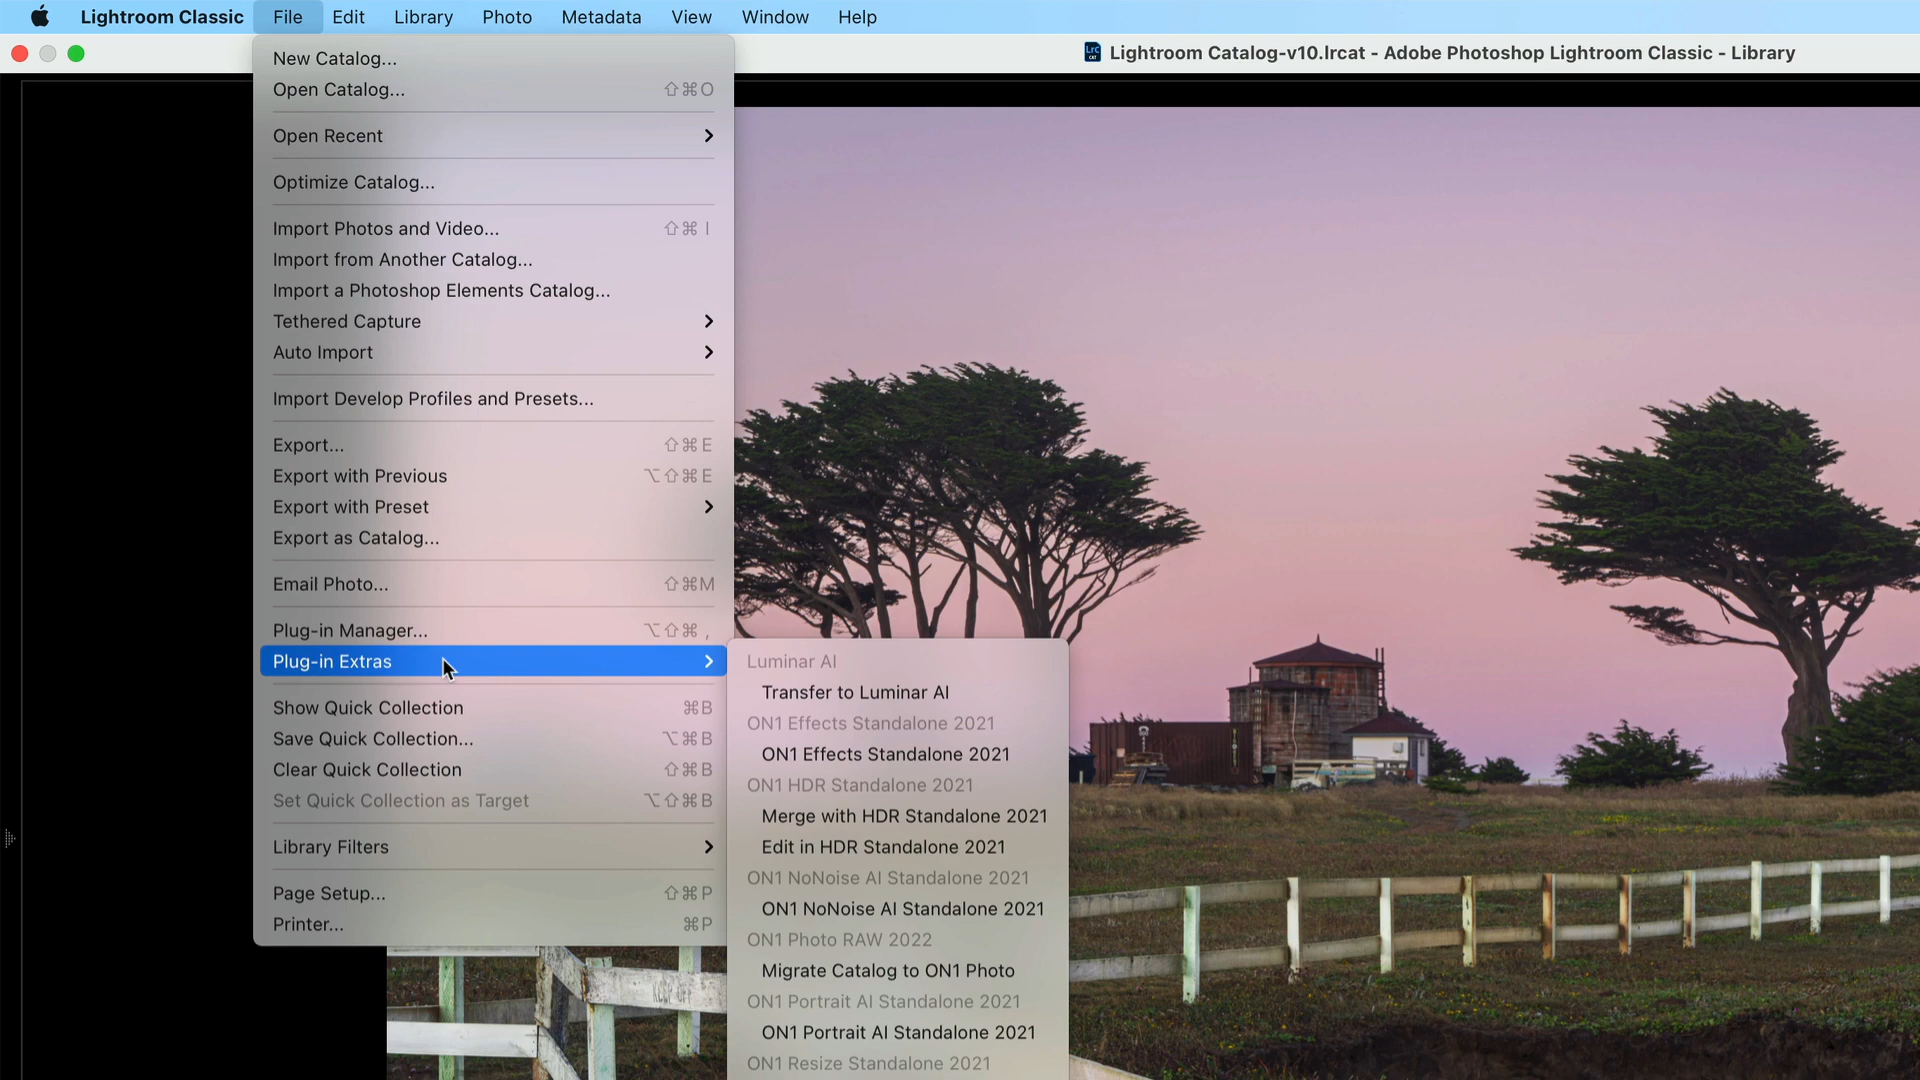 Lightroom Classic File Edit Library Photo Metadata View Window Help
LrC CAT Lightroom Catalog-v10.lrcat - Adobe Photoshop Lightroom Classic - Library
New Catalog...
Open Catalog... ⇧⌘O
Open Recent
Optimize Catalog...
Import Photos and Video... ⇧⌘I
Import from Another Catalog...
Import a Photoshop Elements Catalog...
Tethered Capture
Auto Import
Import Develop Profiles and Presets...
Export... ⇧⌘E
Export with Previous ⌥⇧⌘E
Export with Preset
Export as Catalog...
Email Photo... ⇧⌘M
Plug-in Manager... ⌥⇧⌘,
Plug-in Extras
Show Quick Collection ⌘B
Save Quick Collection... ⌥⌘B
Clear Quick Collection ⇧⌘B
Set Quick Collection as Target ⌥⇧⌘B
Library Filters
Page Setup... ⇧⌘P
Printer... ⌘P
Luminar AI
Transfer to Luminar AI
ON1 Effects Standalone 2021
ON1 Effects Standalone 2021
ON1 HDR Standalone 2021
Merge with HDR Standalone 2021
Edit in HDR Standalone 2021
ON1 NoNoise AI Standalone 2021
ON1 NoNoise AI Standalone 2021
ON1 Photo RAW 2022
Migrate Catalog to ON1 Photo
ON1 Portrait AI Standalone 2021
ON1 Portrait AI Standalone 2021
ON1 Resize Standalone 2021
KEEP OFF